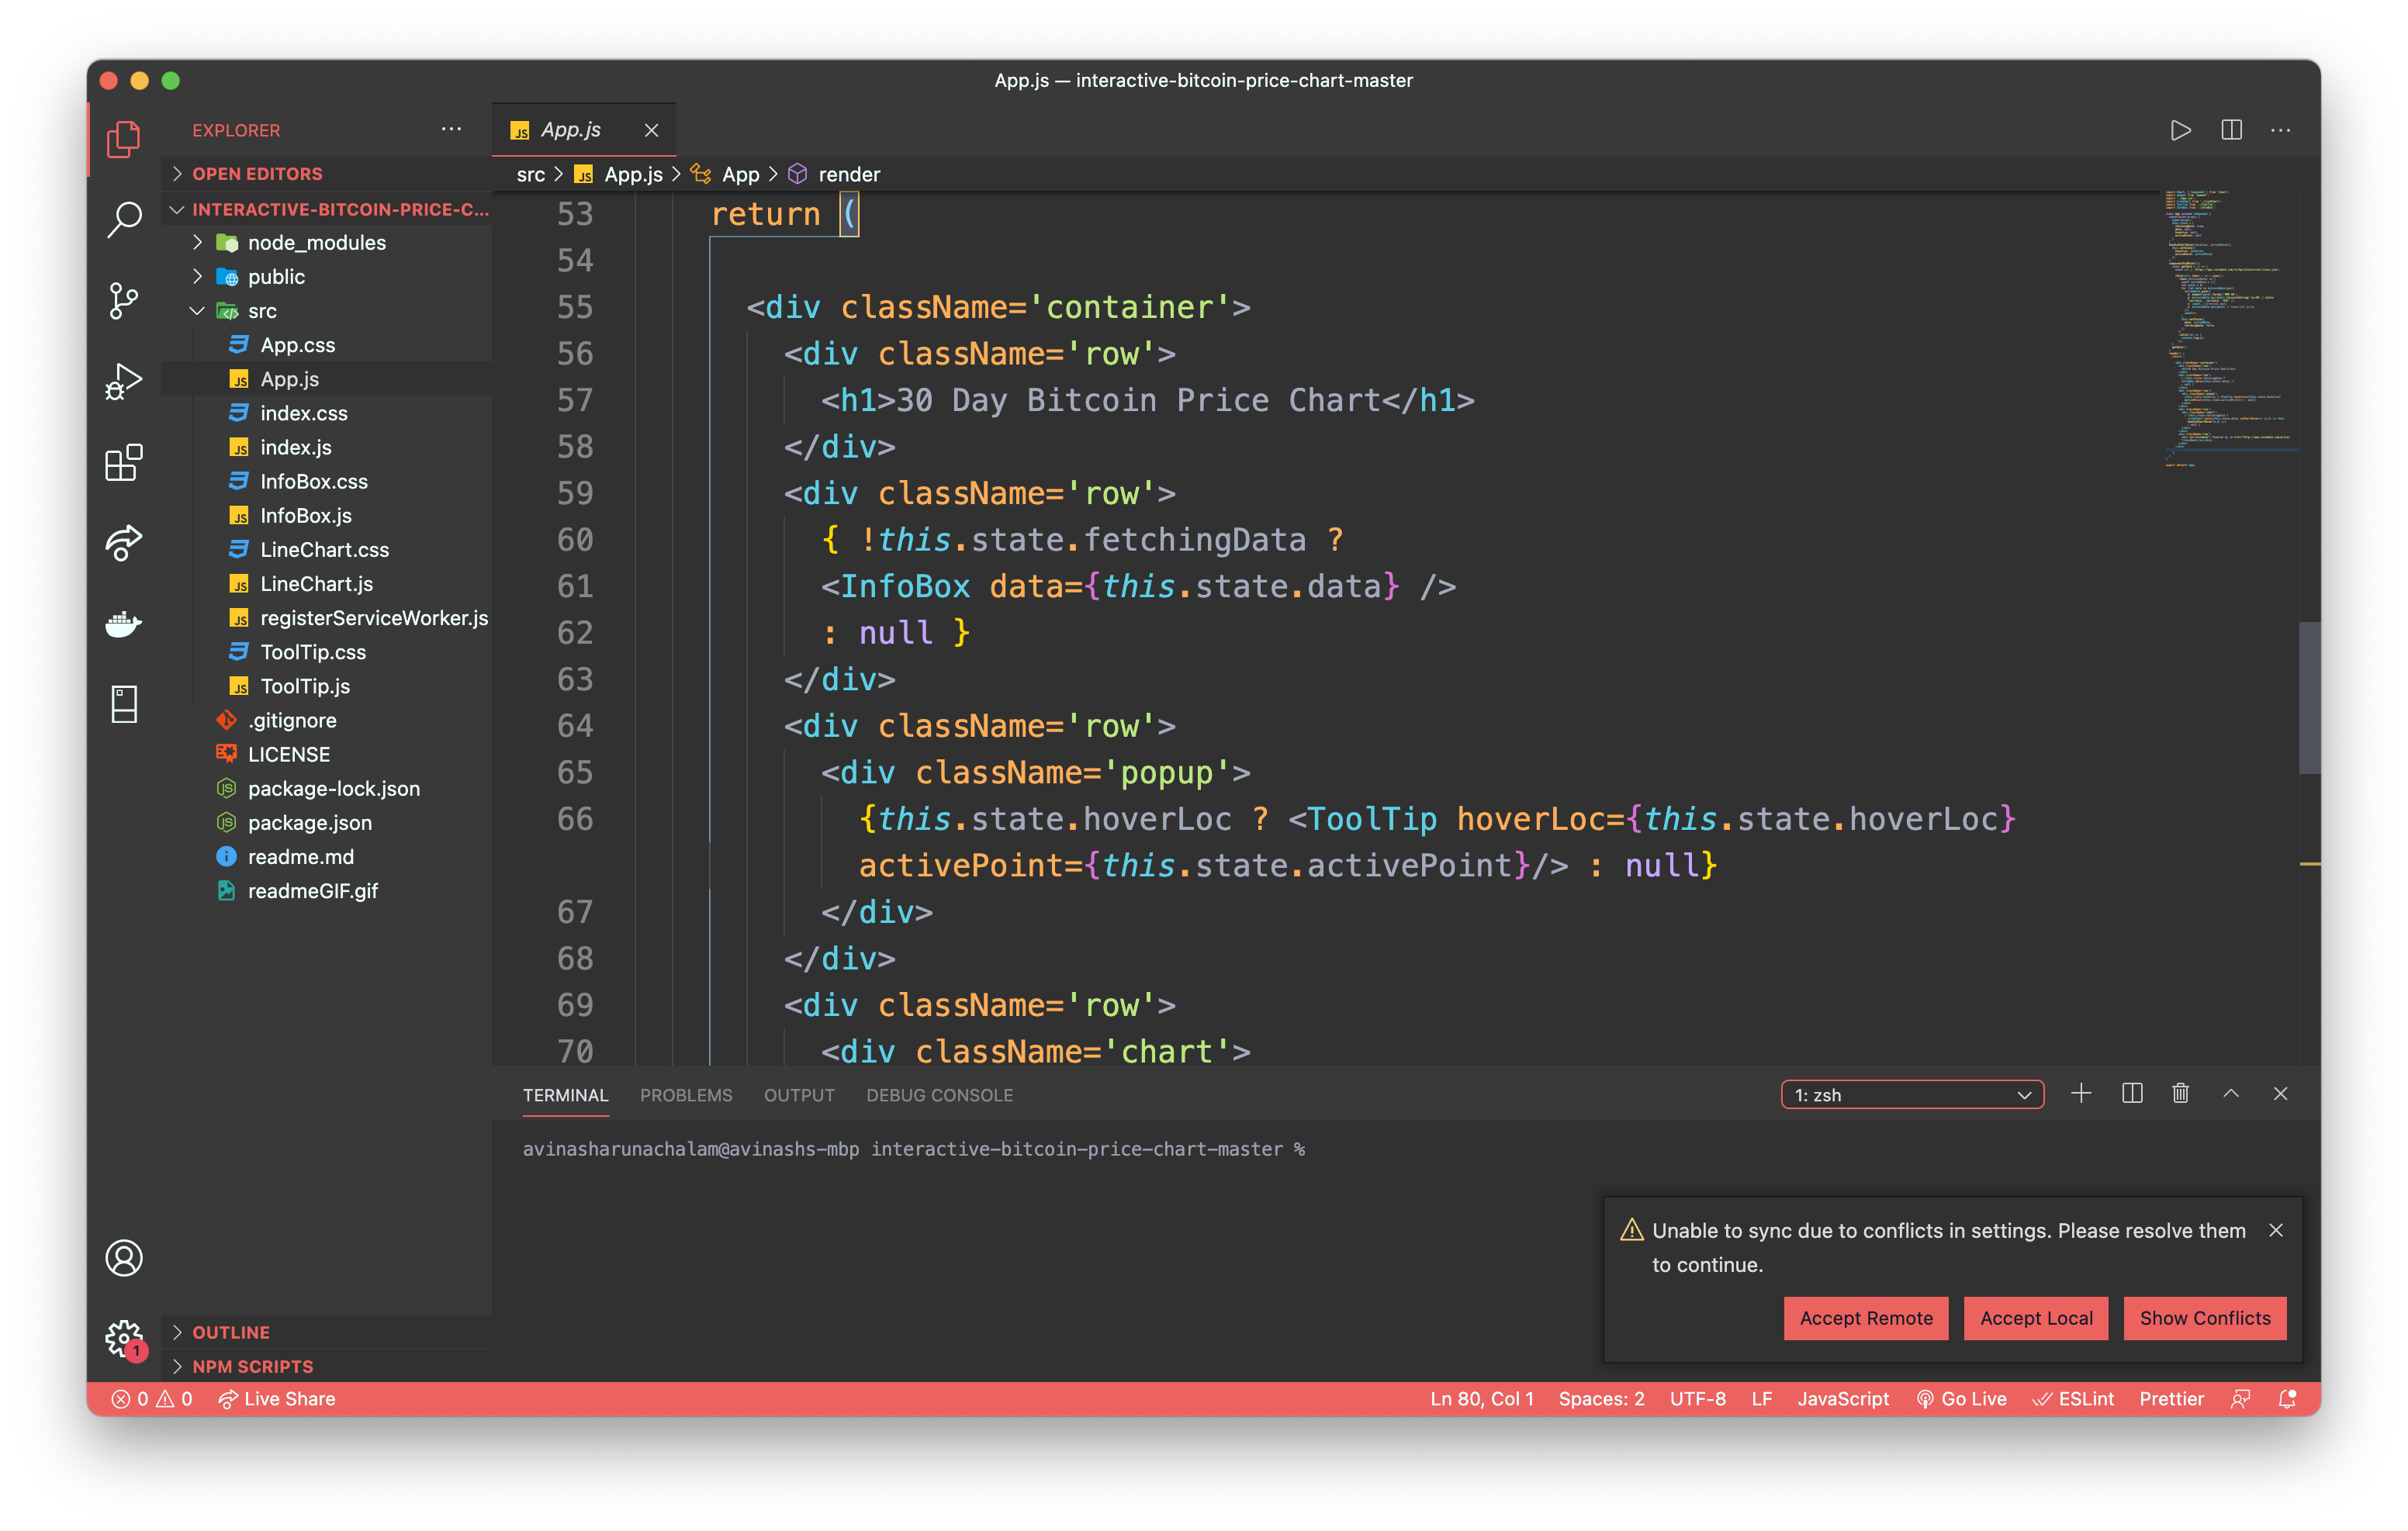 App.js — interactive-bitcoin-price-chart-master
EXPLORER
OPEN EDITORS
INTERACTIVE-BITCOIN-PRICE-C...
node_modules
public
src
App.css
App.js
index.css
index.js
InfoBox.css
InfoBox.js
LineChart.css
LineChart.js
registerServiceWorker.js
ToolTip.css
ToolTip.js
.gitignore
LICENSE
package-lock.json
package.json
readme.md
readmeGIF.gif
OUTLINE
NPM SCRIPTS
JS App.js
src > JS App.js > App > render
53 return (
54
55 <div className='container'>
56 <div className='row'>
57 <h1>30 Day Bitcoin Price Chart</h1>
58 </div>
59 <div className='row'>
60 { !this.state.fetchingData ?
61 <InfoBox data={this.state.data} />
62 : null }
63 </div>
64 <div className='row'>
65 <div className='popup'>
66 {this.state.hoverLoc ? <ToolTip hoverLoc={this.state.hoverLoc}
activePoint={this.state.activePoint}/> : null}
67 </div>
68 </div>
69 <div className='row'>
70 <div className='chart'>
TERMINAL PROBLEMS OUTPUT DEBUG CONSOLE 1: zsh
avinasharunachalam@avinashs-mbp interactive-bitcoin-price-chart-master %
Unable to sync due to conflicts in settings. Please resolve them
to continue.
Accept Remote Accept Local Show Conflicts
1
0 0 Live Share Ln 80, Col 1 Spaces: 2 UTF-8 LF JavaScript Go Live ESLint Prettier